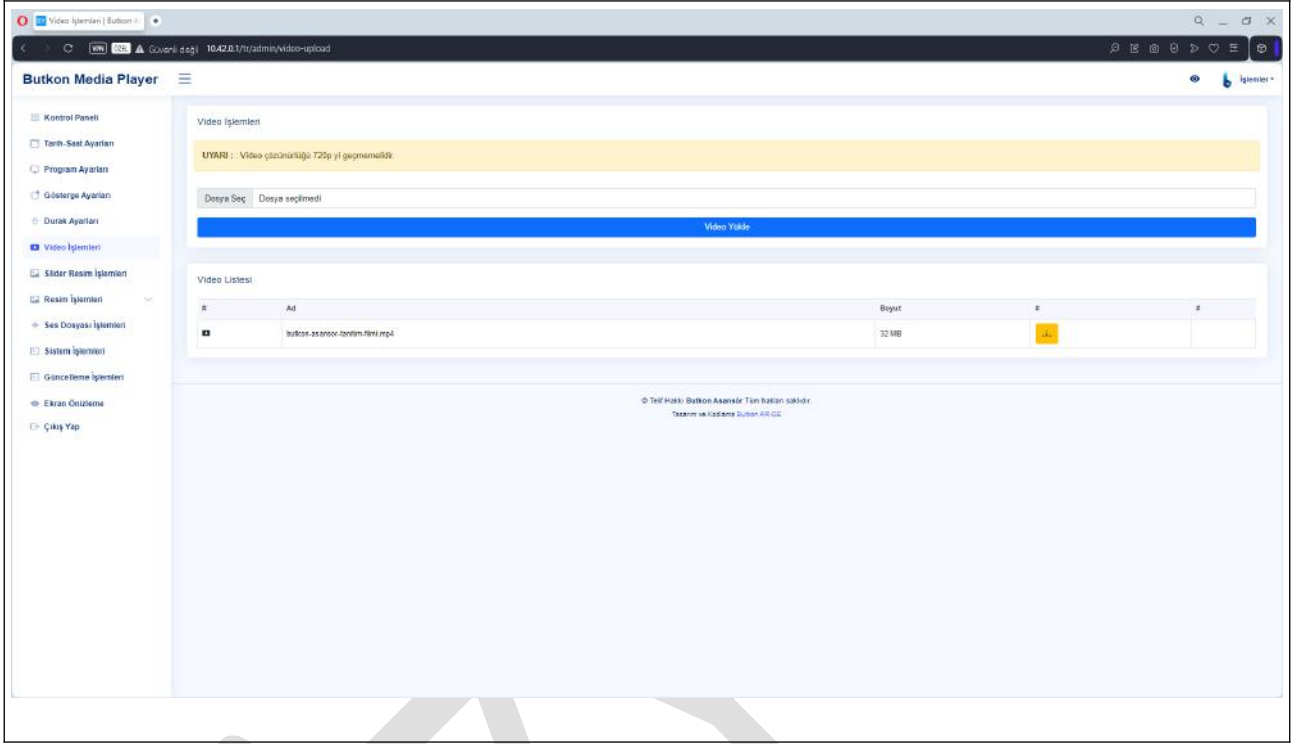 Video İşlemleri | Butkon A
VPN ÖZEL Güvenli değil 10.42.0.1/tr/admin/video-upload
Butkon Media Player
İşlemler
Kontrol Paneli
Tarih-Saat Ayarları
Program Ayarları
Gösterge Ayarları
Durak Ayarları
Video İşlemleri
Slider Resim İşlemleri
Resim İşlemleri
Ses Dosyası İşlemleri
Sistem İşlemleri
Güncelleme İşlemleri
Ekran Önizleme
Çıkış Yap
Video İşlemleri
UYARI : Video çözünürlüğü 720p yi geçmemelidir.
Dosya Seç Dosya seçilmedi
Video Yükle
Video Listesi
# Ad Boyut # #
butkon-asansor-tanitim-filmi.mp4 32 MB
© Telif Hakkı Butkon Asansör Tüm hakları saklıdır.
Tasarım ve Kodlama Butkon AR-GE